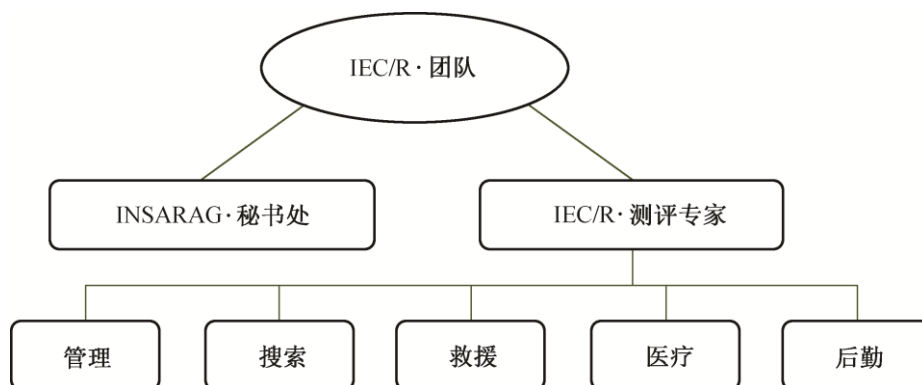 IEC/R·团队
INSARAG·秘书处
IEC/R·测评专家
管理
搜索
救援
医疗
后勤